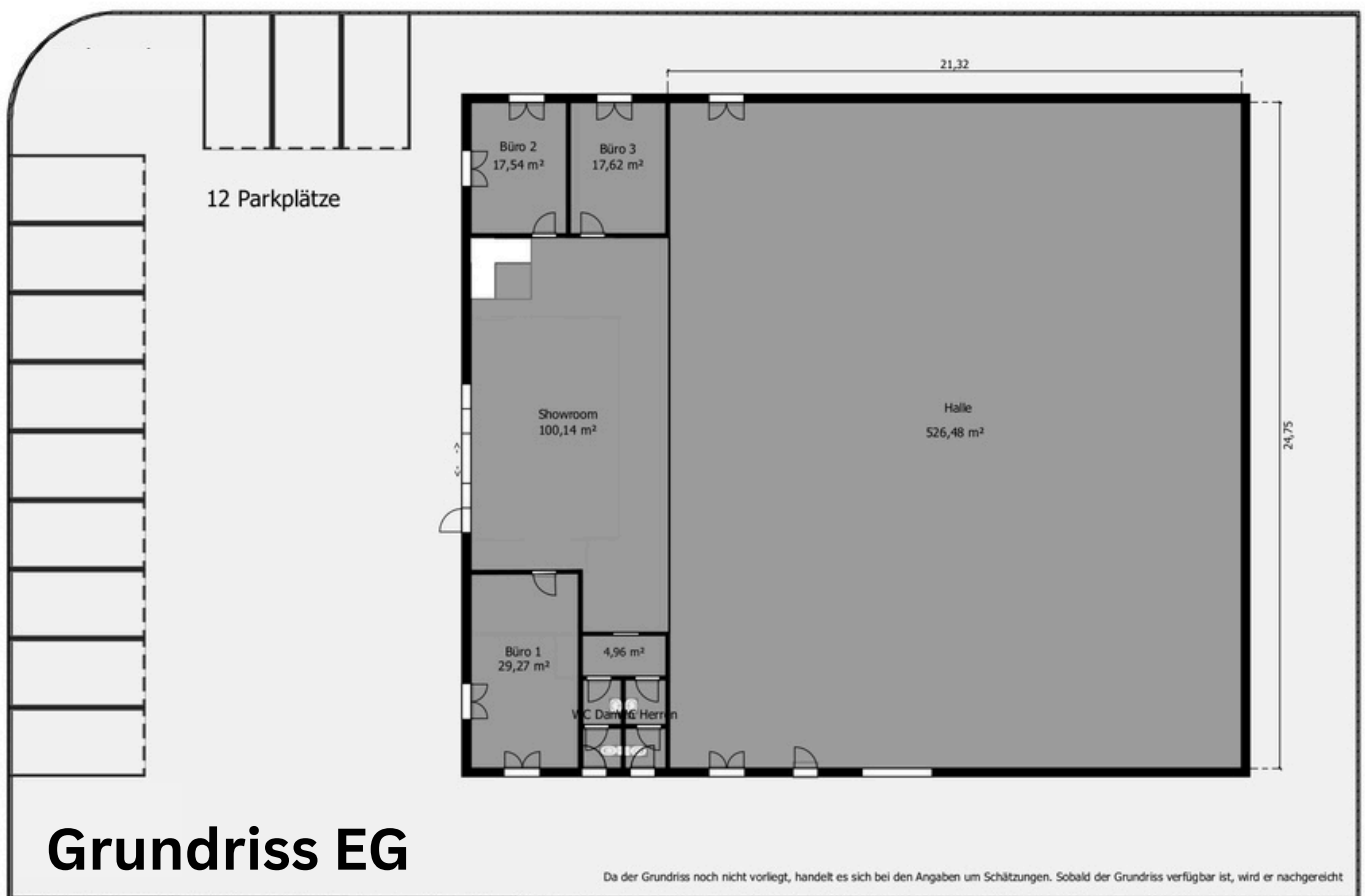 21,32
Büro 2
17,54 m²
Büro 3
17,62 m²
12 Parkplätze
Showroom
100,14 m²
Halle
526,48 m²
24,75
<- ->
Büro 1
29,27 m²
4,96 m²
WC Damen
WC Herren
Grundriss EG
Da der Grundriss noch nicht vorliegt, handelt es sich bei den Angaben um Schätzungen. Sobald der Grundriss verfügbar ist, wird er nachgereicht